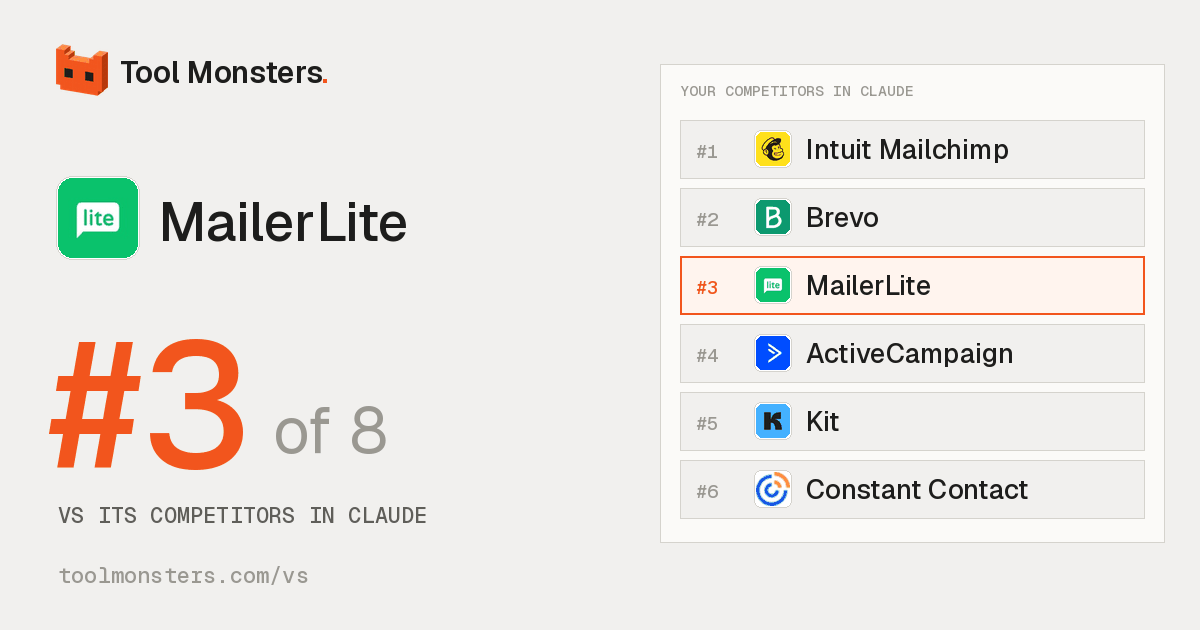 Tool Monsters.
lite
MailerLite
#3 of 8
VS ITS COMPETITORS IN CLAUDE
toolmonsters.com/vs
YOUR COMPETITORS IN CLAUDE
#1 Intuit Mailchimp
#2 B Brevo
#3 lite MailerLite
#4 ActiveCampaign
#5 K Kit
#6 Constant Contact